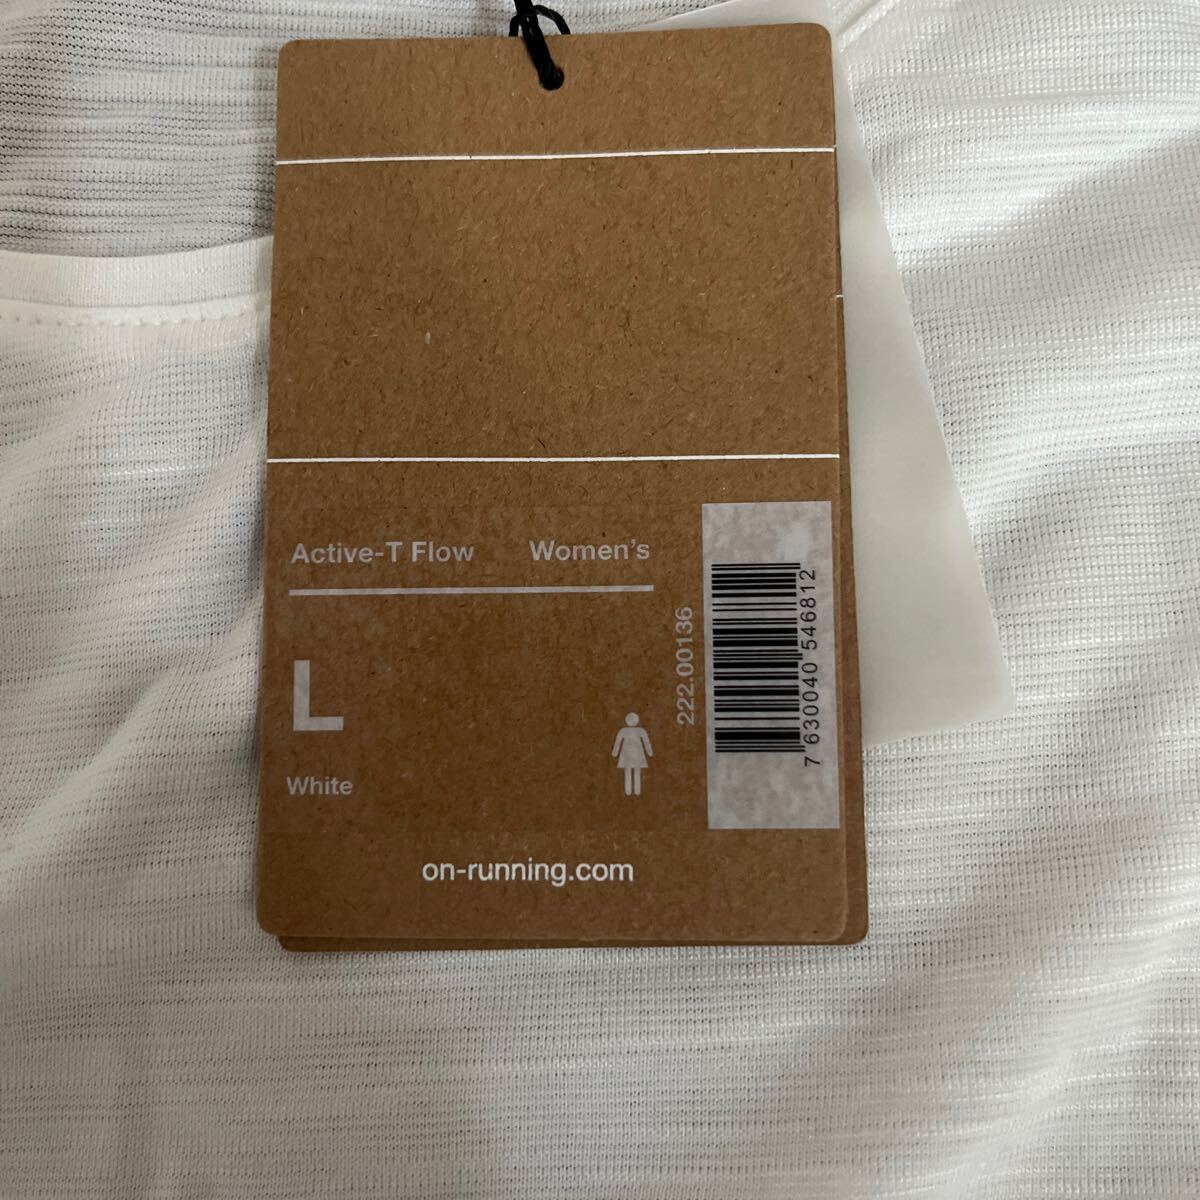 Active-T Flow Women's
L
White
222.00136
7 630040 546812
on-running.com